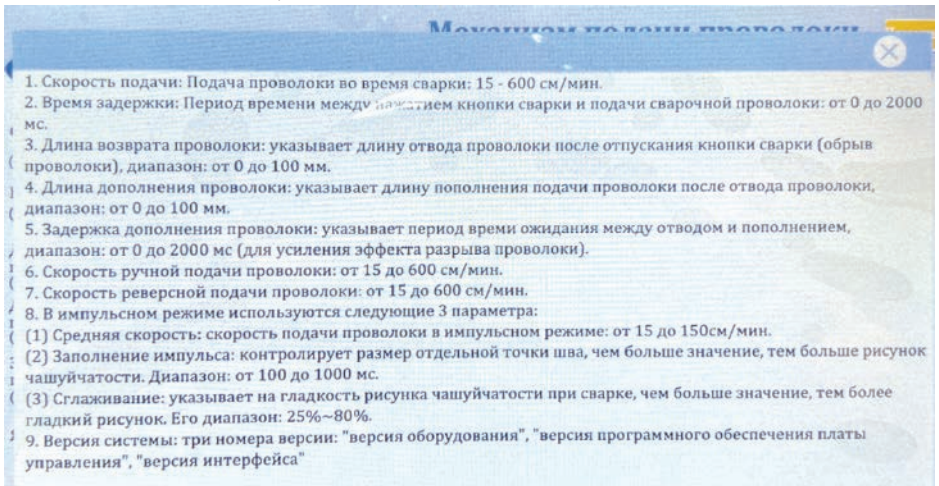 Механизм подачи проволоки
1. Скорость подачи: Подача проволоки во время сварки: 15 - 600 см/мин.
2. Время задержки: Период времени между нажатием кнопки сварки и подачи сварочной проволоки: от 0 до 2000
мс.
3. Длина возврата проволоки: указывает длину отвода проволоки после отпускания кнопки сварки (обрыв
проволоки), диапазон: от 0 до 100 мм.
4. Длина дополнения проволоки: указывает длину пополнения подачи проволоки после отвода проволоки,
диапазон: от 0 до 100 мм.
5. Задержка дополнения проволоки: указывает период времи ожидания между отводом и пополнением,
диапазон: от 0 до 2000 мс (для усиления эффекта разрыва проволоки).
6. Скорость ручной подачи проволоки: от 15 до 600 см/мин.
7. Скорость реверсной подачи проволоки: от 15 до 600 см/мин.
8. В импульсном режиме используются следующие 3 параметра:
(1) Средняя скорость: скорость подачи проволоки в импульсном режиме: от 15 до 150см/мин.
(2) Заполнение импульса: контролирует размер отдельной точки шва, чем больше значение, тем больше рисунок
чашуйчатости. Диапазон: от 100 до 1000 мс.
(3) Сглаживание: указывает на гладкость рисунка чашуйчатости при сварке, чем больше значение, тем более
гладкий рисунок. Его диапазон: 25%~80%.
9. Версия системы: три номера версии: "версия оборудования", "версия программного обеспечения платы
управления", "версия интерфейса"